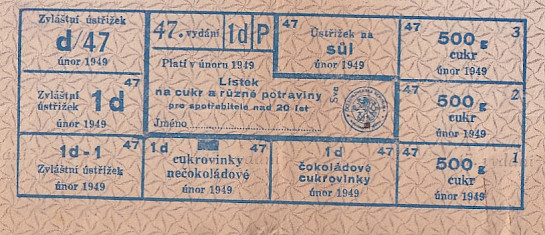 Zvláštní ústřižek
d/47
únor 1949
47. vydání 1d P
Platí v únoru 1949
47
Ústřižek na
sůl
únor 1949
47 3
500 g
cukr
únor 1949
47
Zvláštní
ústřižek 1d
únor 1949
Lístek
na cukr a různé potraviny
pro spotřebitele nad 20 let
Jméno
Sva
47 2
500 g
cukr
únor 1949
1d-1 47
Zvláštní ústřižek
únor 1949
1d 47
cukrovinky
nečokoládové
únor 1949
1d 47
čokoládové
cukrovinky
únor 1949
47 1
500 g
cukr
únor 1949